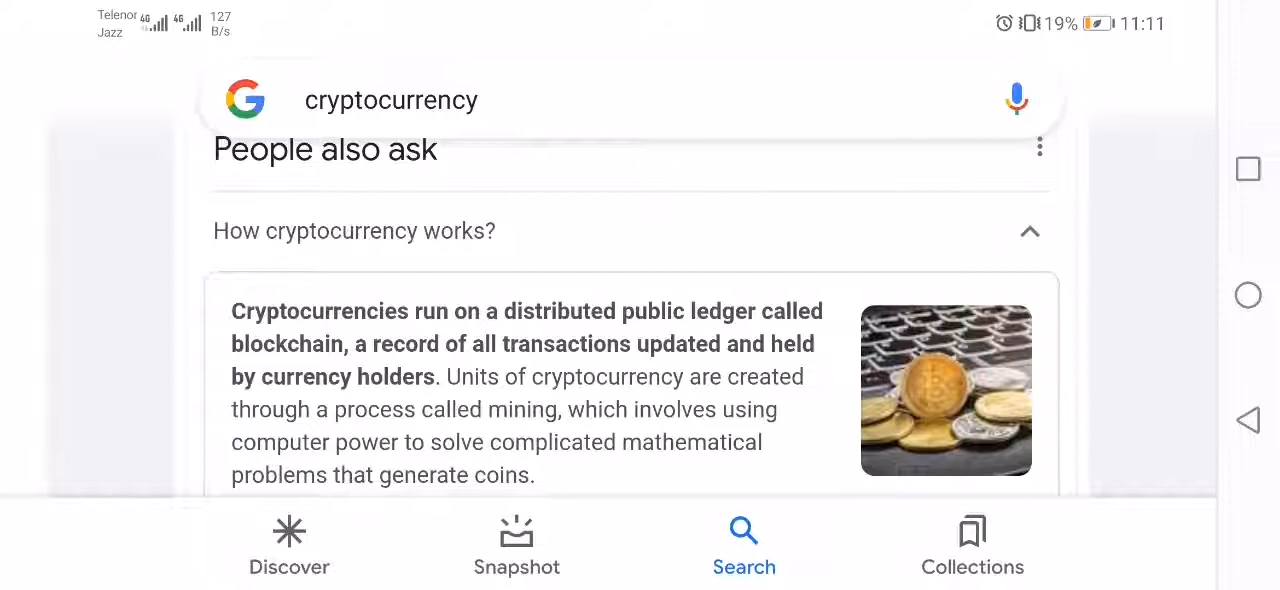 Telenor 4G 4G 127
Jazz B/s
19% 11:11
cryptocurrency
People also ask
How cryptocurrency works?
Cryptocurrencies run on a distributed public ledger called
blockchain, a record of all transactions updated and held
by currency holders. Units of cryptocurrency are created
through a process called mining, which involves using
computer power to solve complicated mathematical
problems that generate coins.
Discover
Snapshot
Search
Collections